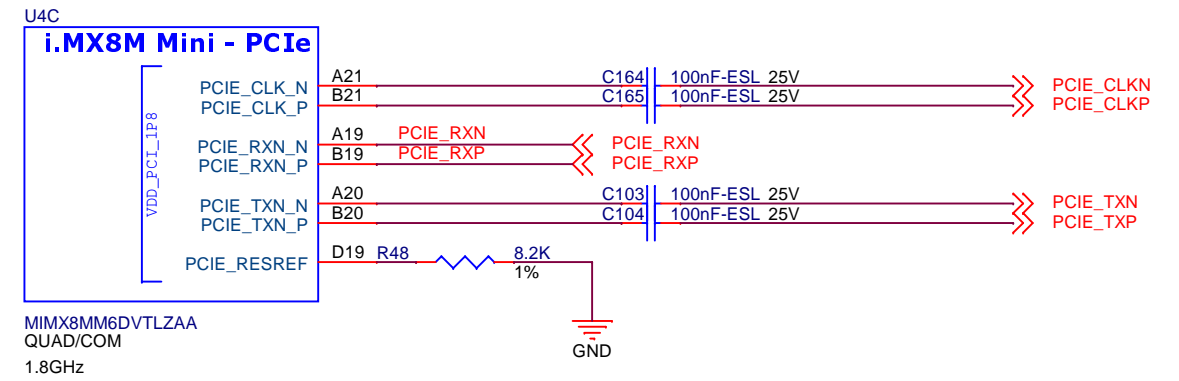 U4C
i.MX8M Mini - PCIe
VDD_PCI_1P8
PCIE_CLK_N A21 C164 100nF-ESL 25V PCIE_CLKN
PCIE_CLK_P B21 C165 100nF-ESL 25V PCIE_CLKP
PCIE_RXN_N A19 PCIE_RXN PCIE_RXN
PCIE_RXN_P B19 PCIE_RXP PCIE_RXP
PCIE_TXN_N A20 C103 100nF-ESL 25V PCIE_TXN
PCIE_TXN_P B20 C104 100nF-ESL 25V PCIE_TXP
PCIE_RESREF D19 R48 8.2K
1%
GND
MIMX8MM6DVTLZAA
QUAD/COM
1.8GHz